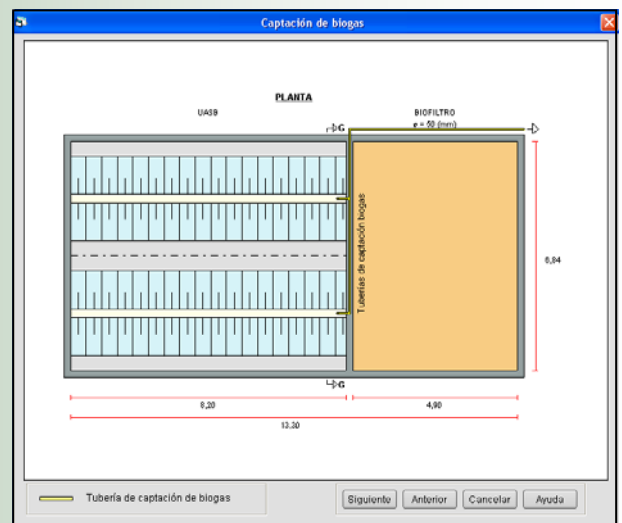 Captación de biogas
PLANTA
UASB
BIOFILTRO
G
ø = 50 (mm)
Tuberías de captación biogas
6,84
G
8,20
4,90
13,30
Tubería de captación de biogas
Siguiente
Anterior
Cancelar
Ayuda